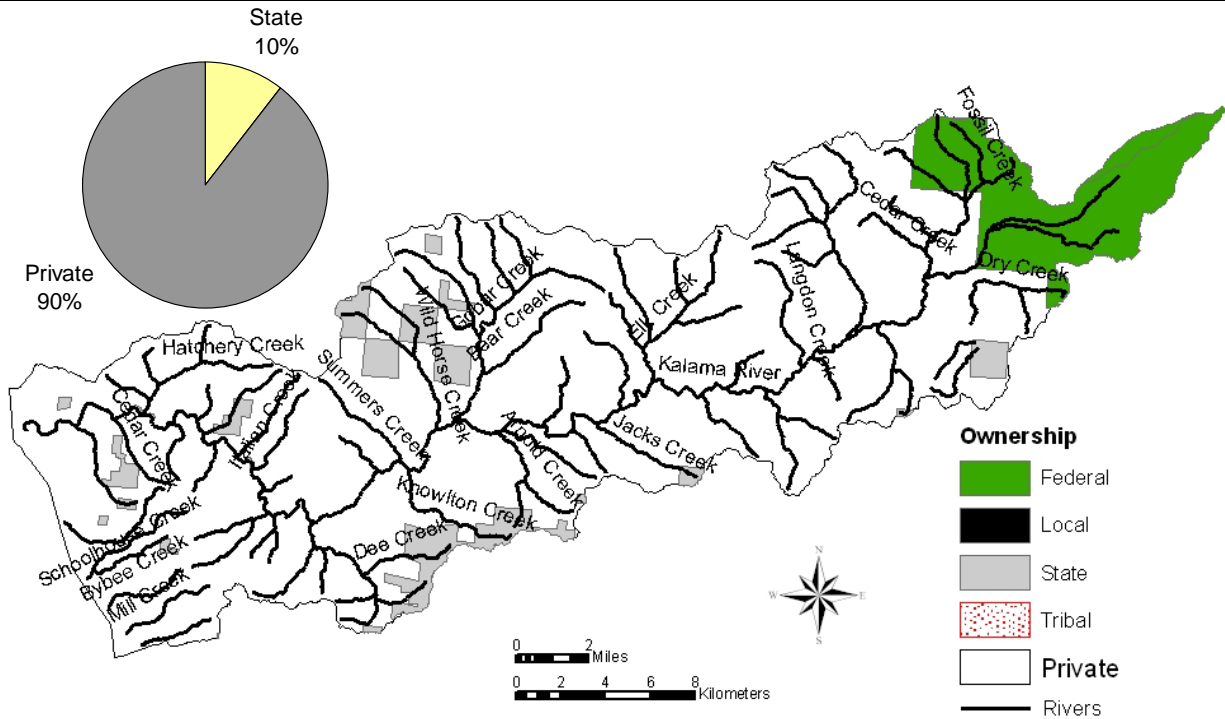 State
10%
Private
90%
Fossil Creek
Cedar Creek
Dry Creek
Langdon Creek
Elk Creek
Kalama River
Gobar Creek
Bear Creek
Wild Horse Creek
Hatchery Creek
Summers Creek
Cedar Creek
Italian Creek
Arnold Creek
Jacks Creek
Knowlton Creek
Dee Creek
Schoolhouse Creek
Bybee Creek
Mill Creek
N
W
E
S
0 2
Miles
0 2 4 6 8
Kilometers
Ownership
Federal
Local
State
Tribal
Private
Rivers